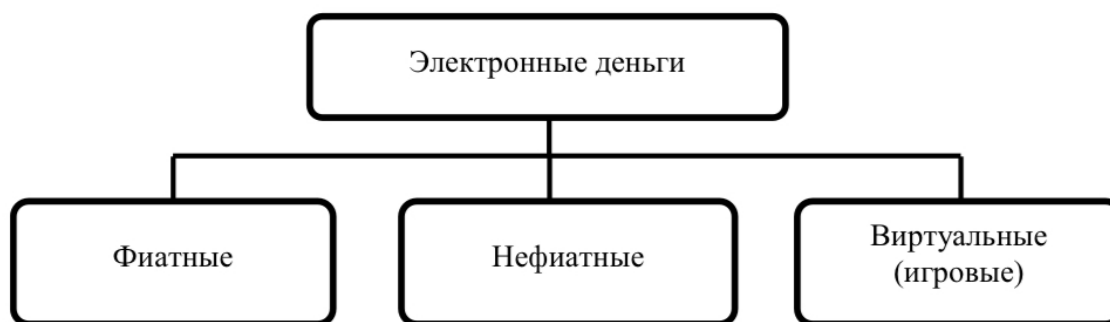 Электронные деньги
Фиатные
Нефиатные
Виртуальные
(игровые)